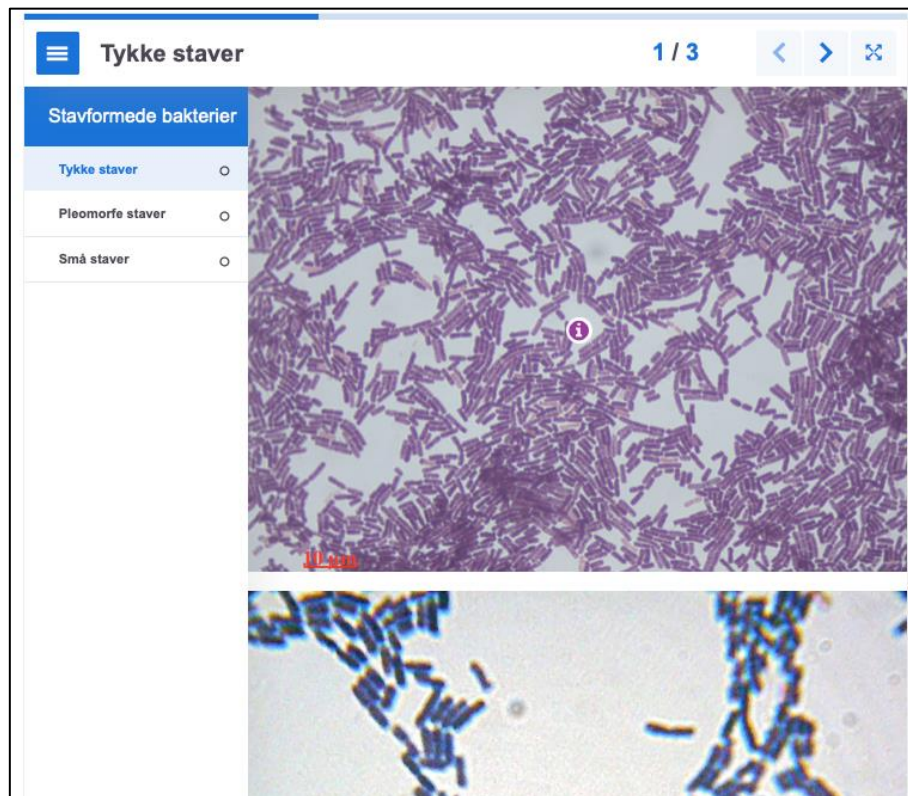 Tykke staver
1 / 3
Stavformede bakterier
Tykke staver
Pleomorfe staver
Små staver
i
10 µm